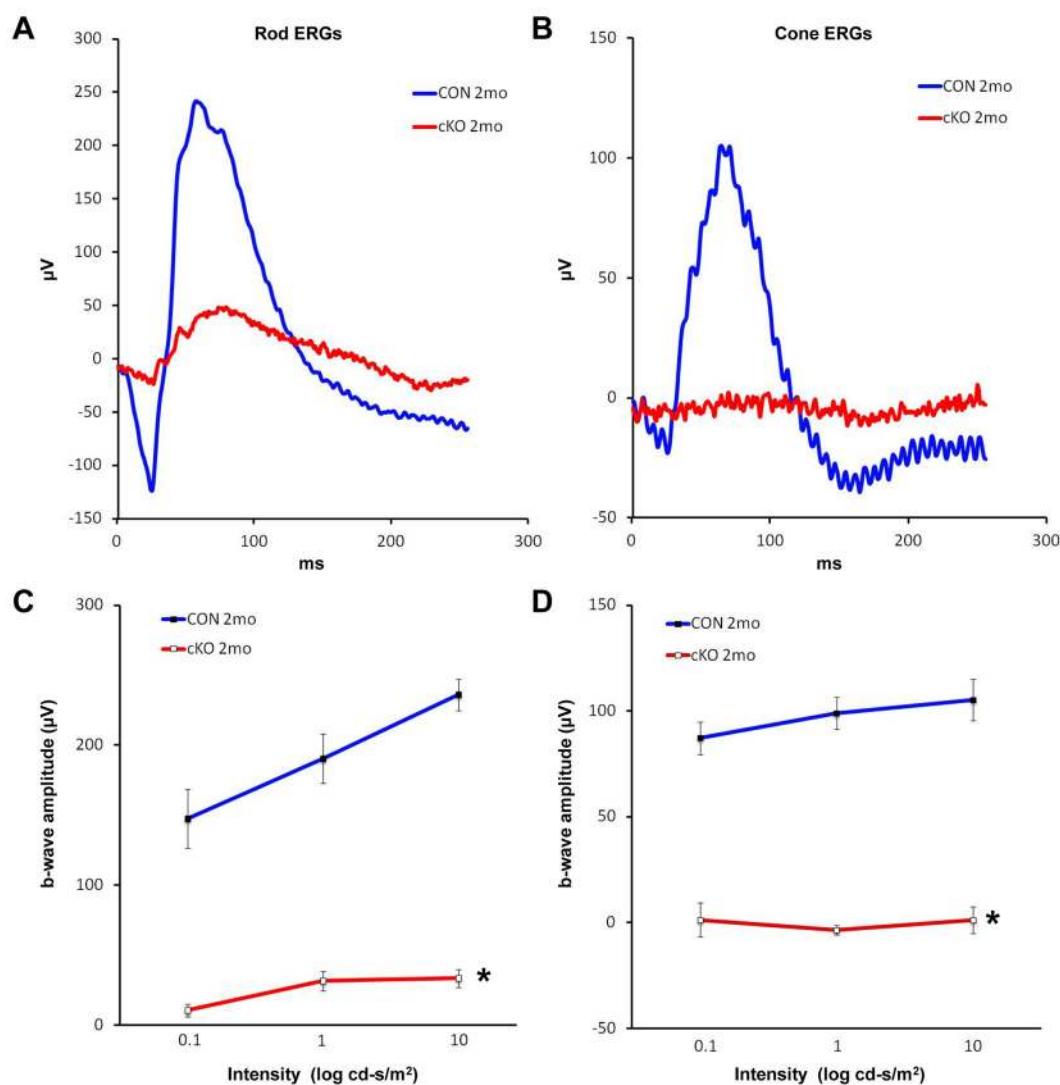 A
Rod ERGs
CON 2mo
cKO 2mo
300
250
200
150
100
50
0
-50
-100
-150
µV
0
100
200
300
ms
B
Cone ERGs
CON 2mo
cKO 2mo
150
100
50
0
-50
µV
0
100
200
300
ms
C
CON 2mo
cKO 2mo
300
200
100
0
b-wave amplitude (µV)
*
0.1
1
10
Intensity (log cd-s/m²)
D
CON 2mo
cKO 2mo
150
100
50
0
-50
b-wave amplitude (µV)
*
0.1
1
10
Intensity (log cd-s/m²)